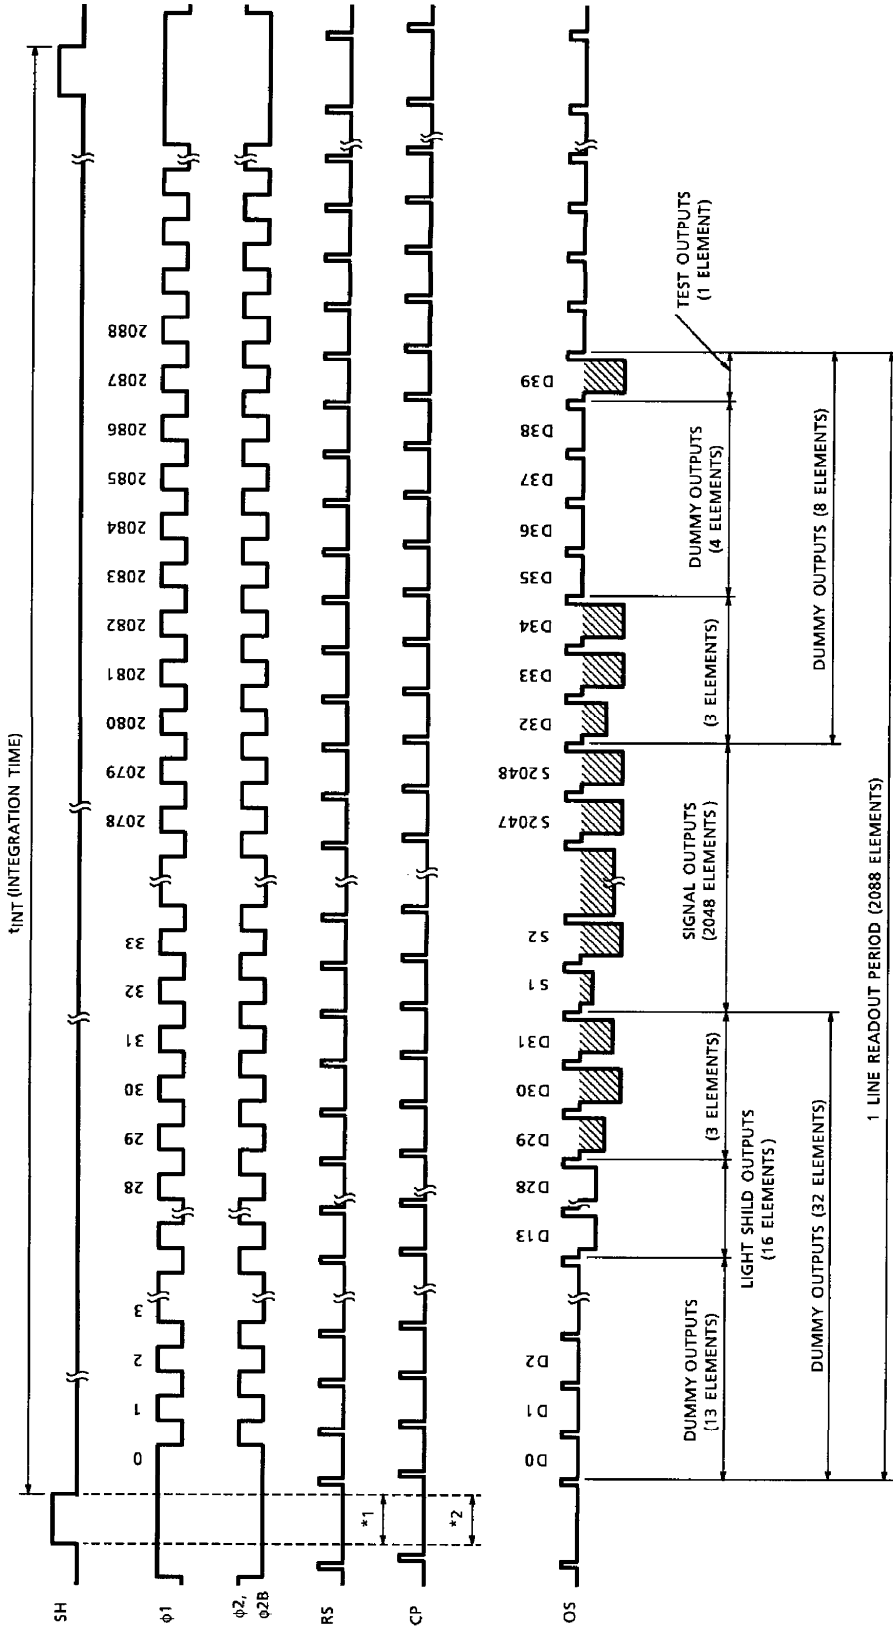 tINT (INTEGRATION TIME)
SH
φ1
0 1 2 3 28 29 30 31 32 33 2078 2079 2080 2081 2082 2083 2084 2085 2086 2087 2088
φ2,
φ2B
RS
*1
CP
*2
OS
D0 D1 D2 D13 D28 D29 D30 D31 S1 S2 S2047 S2048 D32 D33 D34 D35 D36 D37 D38 D39
DUMMY OUTPUTS
(13 ELEMENTS)
LIGHT SHILD OUTPUTS
(16 ELEMENTS)
(3 ELEMENTS)
SIGNAL OUTPUTS
(2048 ELEMENTS)
(3 ELEMENTS)
DUMMY OUTPUTS
(4 ELEMENTS)
TEST OUTPUTS
(1 ELEMENT)
DUMMY OUTPUTS (32 ELEMENTS)
DUMMY OUTPUTS (8 ELEMENTS)
1 LINE READOUT PERIOD (2088 ELEMENTS)